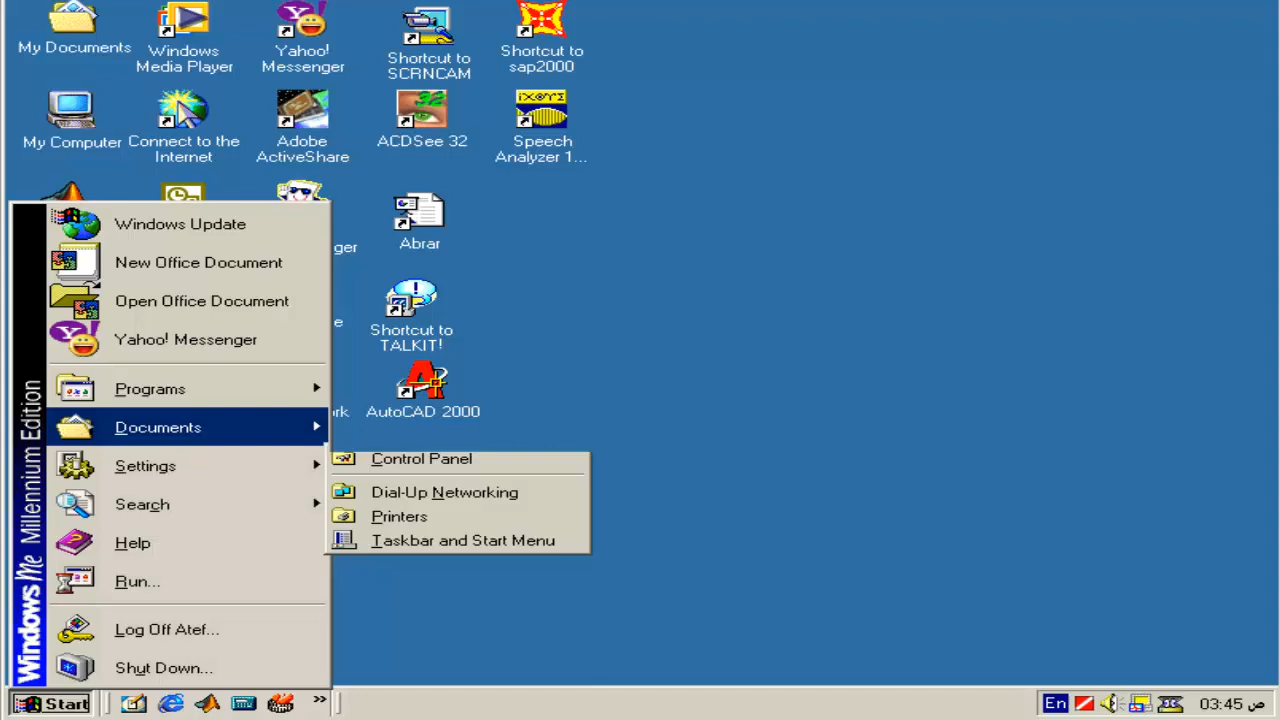 My Documents
Windows
Media Player
Yahoo!
Messenger
Shortcut to
SCRNCAM
Shortcut to
sap2000
My Computer
Connect to the
Internet
Adobe
ActiveShare
ACDSee 32
iXOYΣ
Speech
Analyzer 1...
ger
Abrar
e
Shortcut to
TALKIT!
rk
AutoCAD 2000
Windows Update
New Office Document
Open Office Document
Yahoo! Messenger
Programs
Documents
Settings
Search
Help
Run...
Log Off Atef...
Shut Down...
Windows Me Millennium Edition
Control Panel
Dial-Up Networking
Printers
Taskbar and Start Menu
Start
»
En
03:45 ص